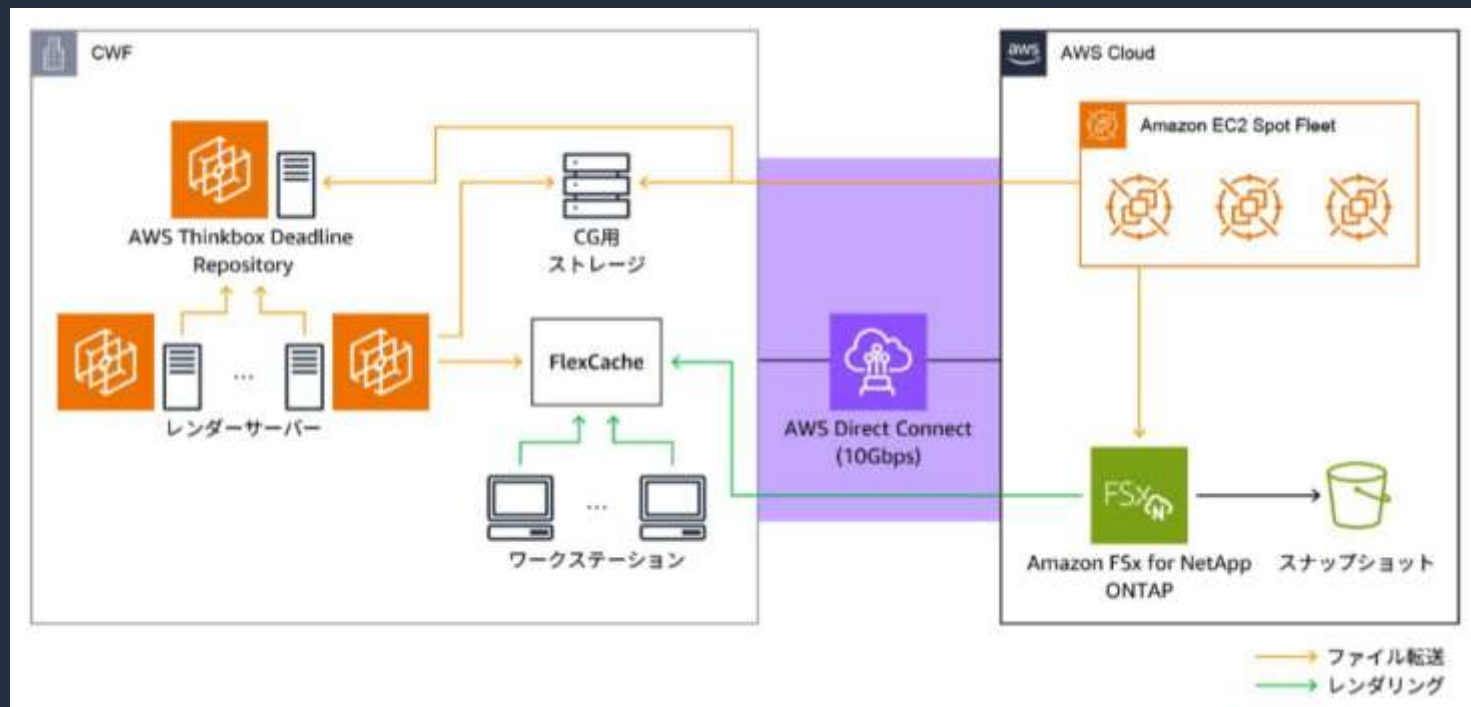 CWF
aws
AWS Cloud
Amazon EC2 Spot Fleet
AWS Thinkbox Deadline
Repository
CG用
ストレージ
FlexCache
...
レンダーサーバー
AWS Direct Connect
(10Gbps)
...
ワークステーション
FSx
N
Amazon FSx for NetApp
ONTAP
スナップショット
ファイル転送
レンダリング